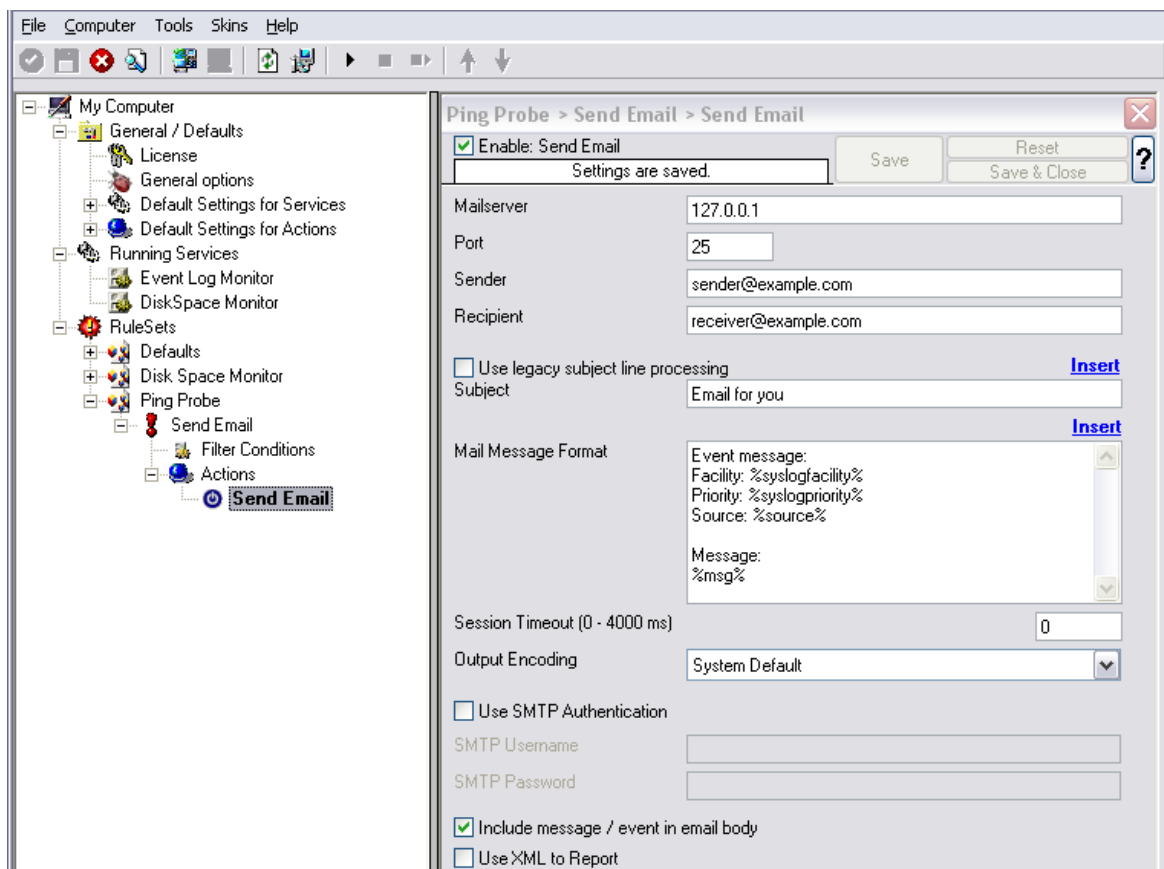 File Computer Tools Skins Help
My Computer
General / Defaults
License
General options
Default Settings for Services
Default Settings for Actions
Running Services
Event Log Monitor
DiskSpace Monitor
RuleSets
Defaults
Disk Space Monitor
Ping Probe
Send Email
Filter Conditions
Actions
Send Email
Ping Probe > Send Email > Send Email
Enable: Send Email
Settings are saved.
Save
Reset
Save & Close
?
Mailserver
127.0.0.1
Port
25
Sender
sender@example.com
Recipient
receiver@example.com
Use legacy subject line processing
Insert
Subject
Email for you
Insert
Mail Message Format
Event message:
Facility: %syslogfacility%
Priority: %syslogpriority%
Source: %source%
Message:
%msg%
Session Timeout (0 - 4000 ms)
0
Output Encoding
System Default
Use SMTP Authentication
SMTP Username
SMTP Password
Include message / event in email body
Use XML to Report